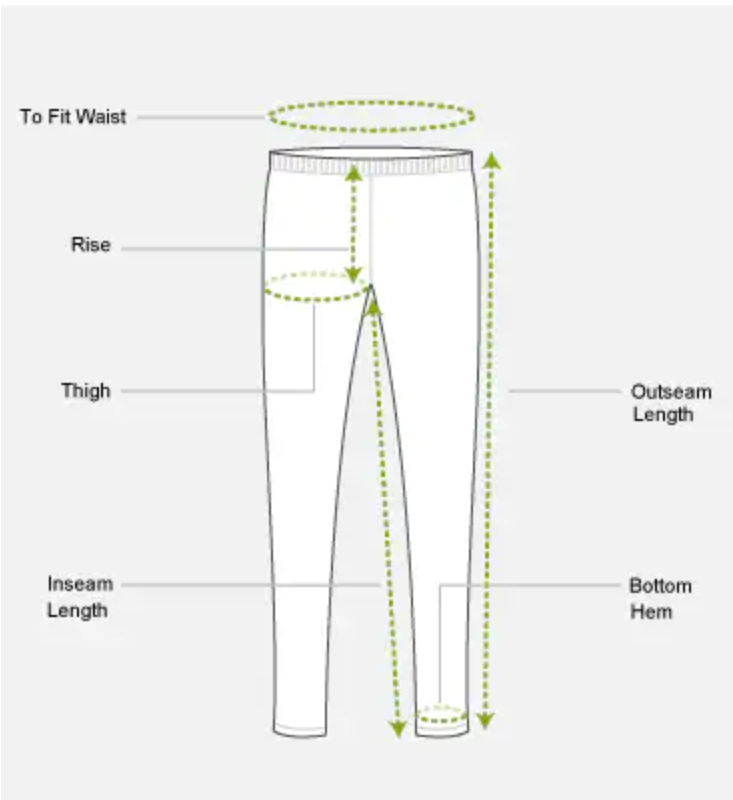 To Fit Waist
Rise
Thigh
Outseam
Length
Inseam
Length
Bottom
Hem